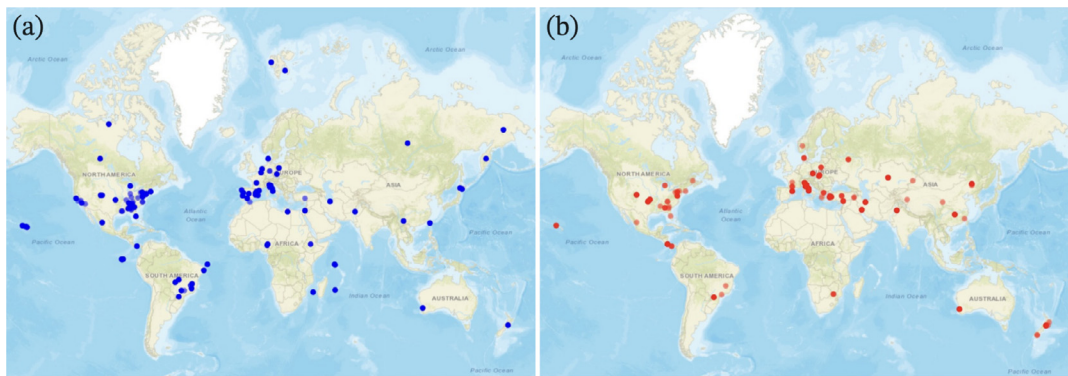 (a)
Arctic Ocean
Arctic Ocean
NORTH AMERICA
ASIA
Atlantic
Ocean
Pacific Ocean
Pacific Ocean
AFRICA
SOUTH AMERICA
Indian Ocean
AUSTRALIA
Pacific Ocean
(b)
Arctic Ocean
Arctic Ocean
NORTH AMERICA
ASIA
Atlantic
Ocean
Pacific Ocean
Pacific Ocean
AFRICA
SOUTH AMERICA
Indian Ocean
AUSTRALIA
Pacific Ocean